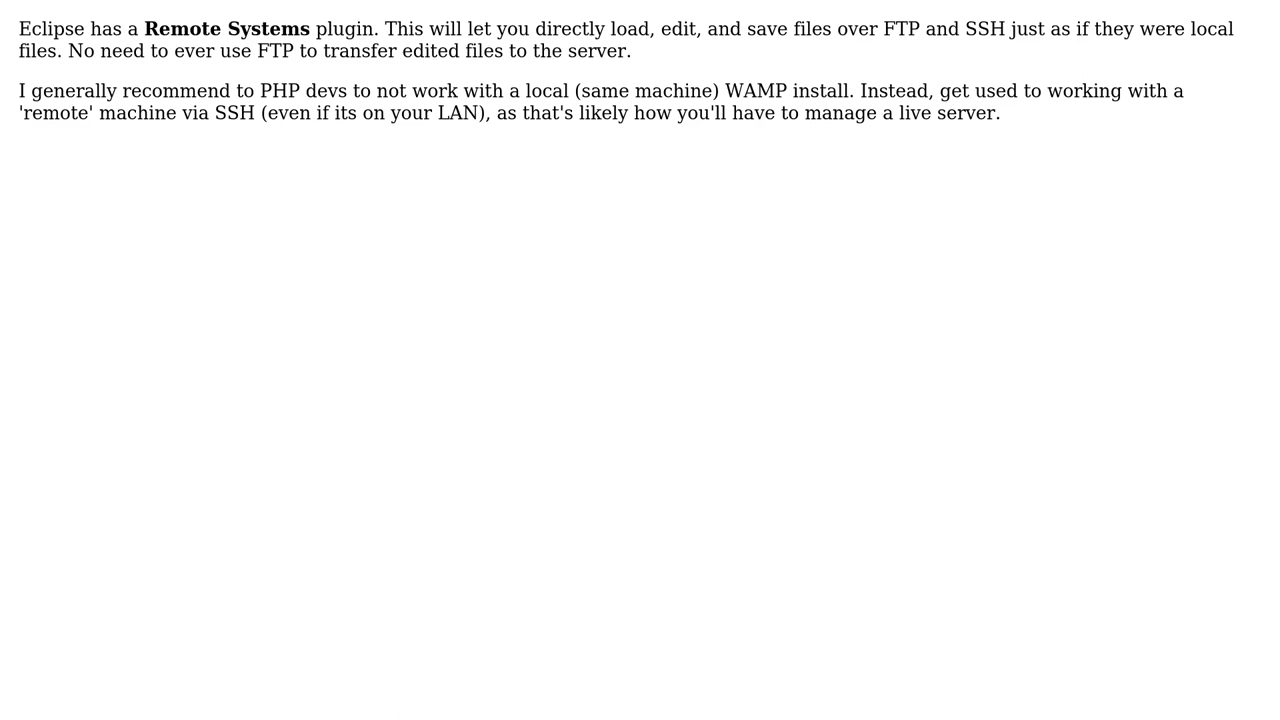 Eclipse has a Remote Systems plugin. This will let you directly load, edit, and save files over FTP and SSH just as if they were local
files. No need to ever use FTP to transfer edited files to the server.
I generally recommend to PHP devs to not work with a local (same machine) WAMP install. Instead, get used to working with a
'remote' machine via SSH (even if its on your LAN), as that's likely how you'll have to manage a live server.